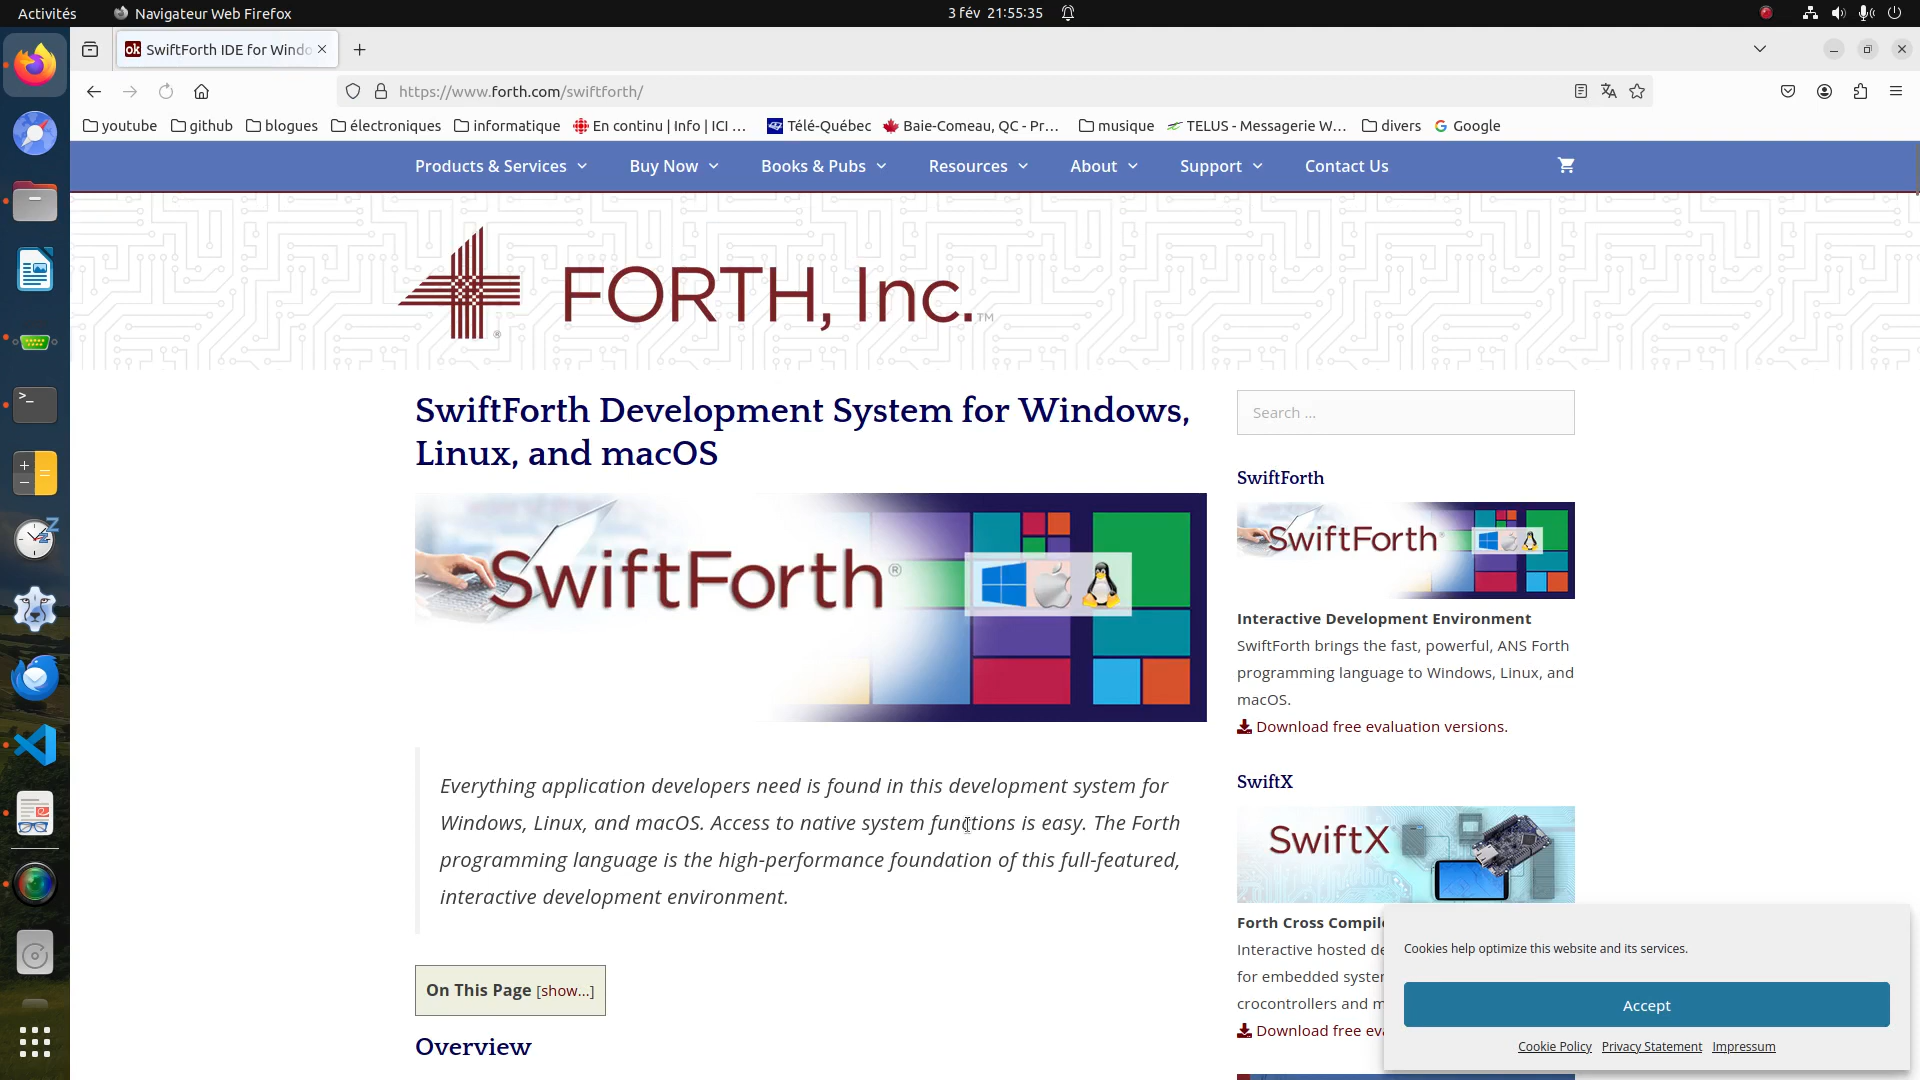 Activités
Navigateur Web Firefox
3 fév 21:55:35
ok SwiftForth IDE for Windo
https://www.forth.com/swiftforth/
youtube
github
blogues
électroniques
informatique
En continu | Info | ICI ...
Télé-Québec
Baie-Comeau, QC - Pr...
musique
TELUS - Messagerie W...
divers
Google
Products & Services
Buy Now
Books & Pubs
Resources
About
Support
Contact Us
FORTH, Inc.™
®
SwiftForth Development System for Windows,
Linux, and macOS
SwiftForth®
Everything application developers need is found in this development system for
Windows, Linux, and macOS. Access to native system functions is easy. The Forth
programming language is the high-performance foundation of this full-featured,
interactive development environment.
On This Page [show...]
Overview
Search ...
SwiftForth
SwiftForth
Interactive Development Environment
SwiftForth brings the fast, powerful, ANS Forth
programming language to Windows, Linux, and
macOS.
Download free evaluation versions.
SwiftX
SwiftX
Forth Cross Compil
Interactive hosted de
for embedded syster
crocontrollers and m
Download free eva
Cookies help optimize this website and its services.
Accept
Cookie Policy
Privacy Statement
Impressum